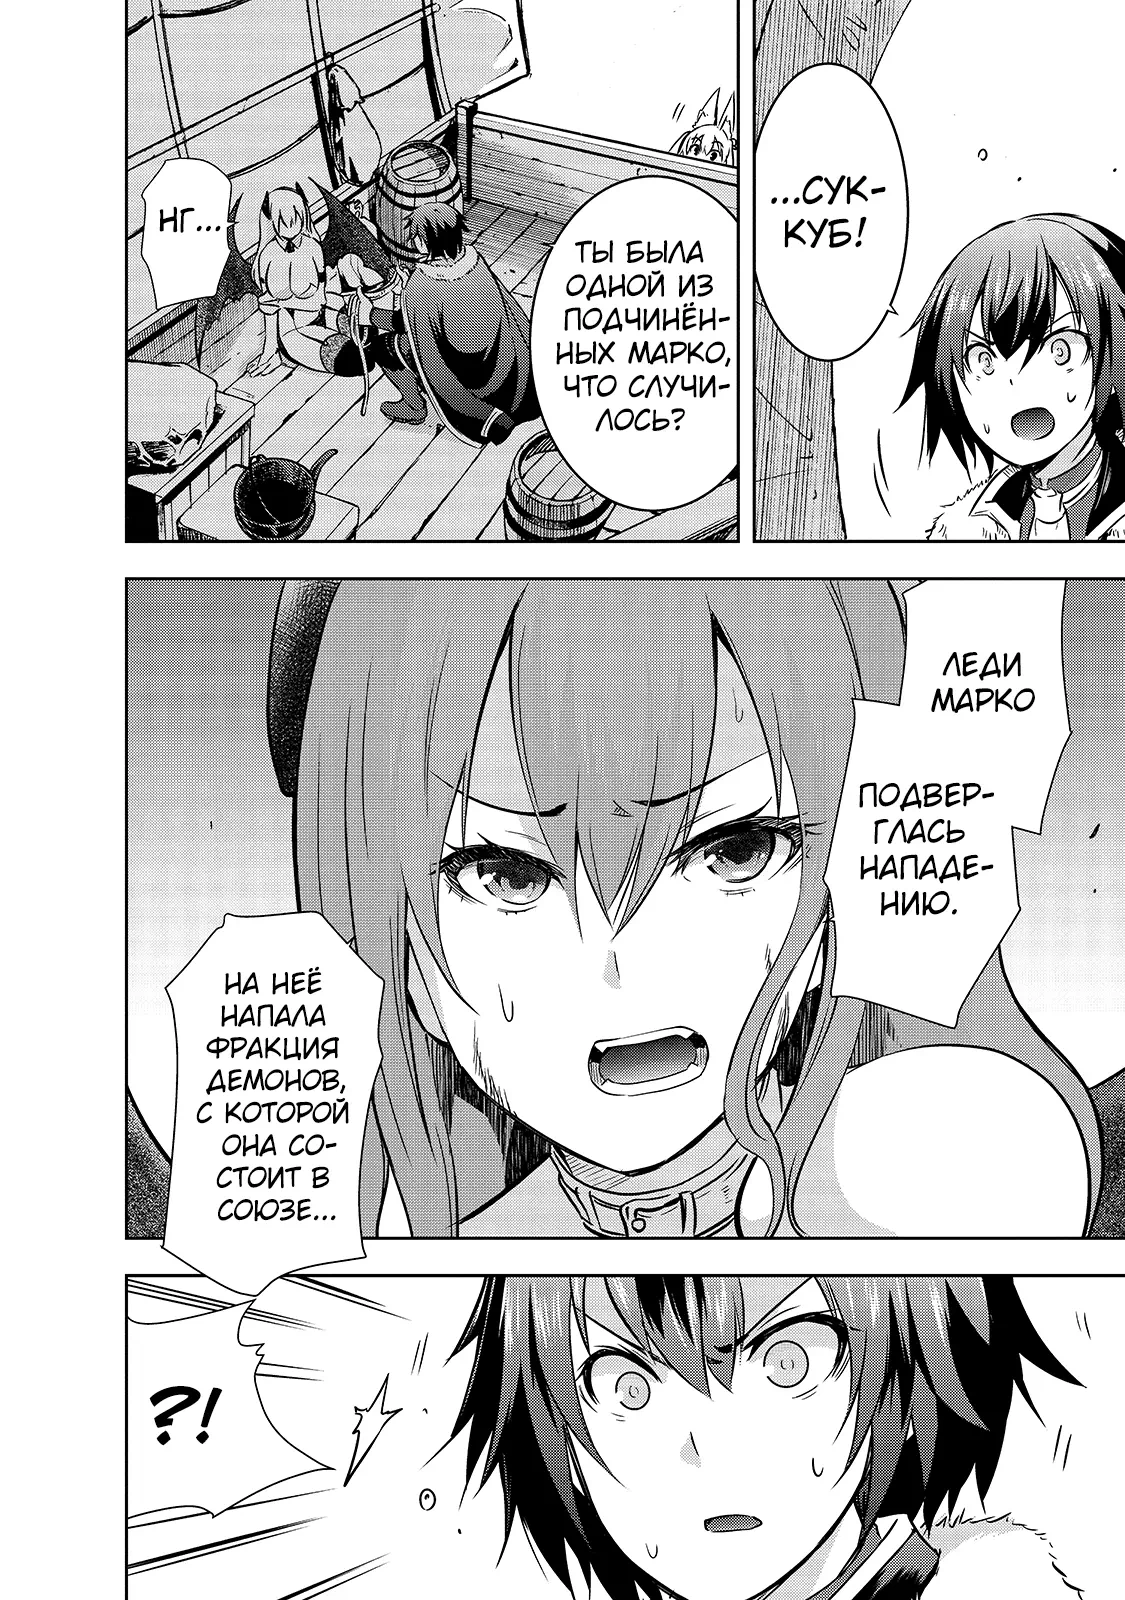 ...СУК-
КУБ!
ТЫ БЫЛА
ОДНОЙ ИЗ
ПОДЧИНЁН-
НЫХ МАРКО,
ЧТО СЛУЧИ-
ЛОСЬ?
НГ...
ЛЕДИ
МАРКО
ПОДВЕР-
ГЛАСЬ
НАПАДЕ-
НИЮ.
НА НЕЁ
НАПАЛА
ФРАКЦИЯ
ДЕМОНОВ,
С КОТОРОЙ
ОНА СО-
СТОИТ В
СОЮЗЕ...
?!